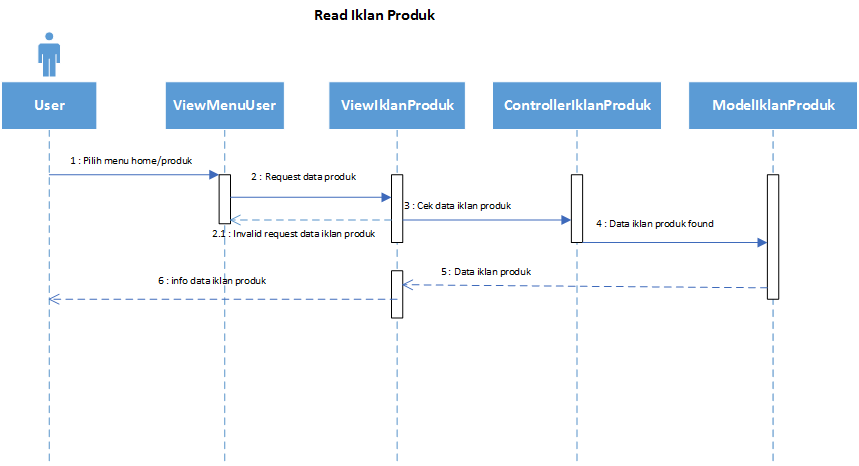 Read Iklan Produk
User
ViewMenuUser
ViewIklanProduk
ControllerIklanProduk
ModelIklanProduk
1 : Pilih menu home/produk
2 : Request data produk
3 : Cek data iklan produk
2.1 : Invalid request data iklan produk
4 : Data iklan produk found
5 : Data iklan produk
6 : info data iklan produk